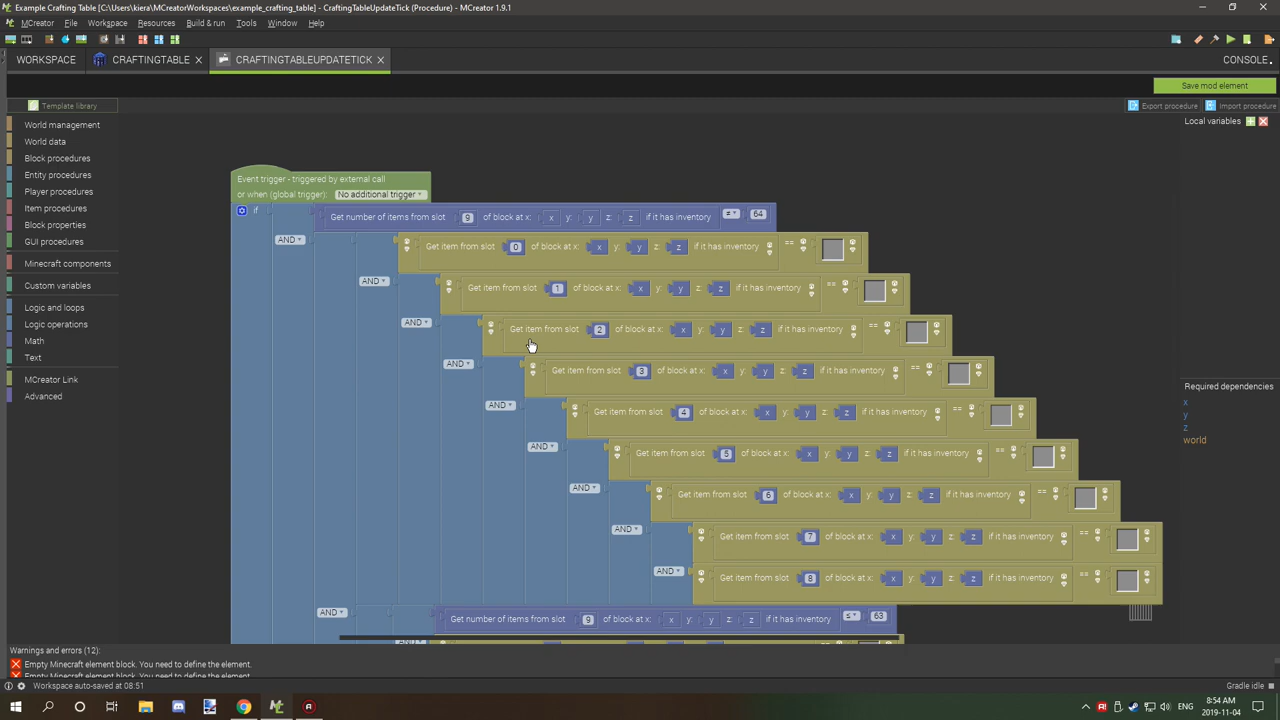 Example Crafting Table [C:\Users\kiera\MCreatorWorkspaces\example_crafting_table] - CraftingTableUpdateTick (Procedure) - MCreator 1.9.1
MCreator File Workspace Resources Build & run Tools Window Help
WORKSPACE CRAFTINGTABLE CRAFTINGTABLEUPDATETICK CONSOLE
Save mod element
Template library Export procedure Import procedure
World management
World data
Block procedures
Entity procedures
Player procedures
Item procedures
Block properties
GUI procedures
Minecraft components
Custom variables
Logic and loops
Logic operations
Math
Text
MCreator Link
Advanced
Event trigger - triggered by external call
or when (global trigger): No additional trigger
if
Get number of items from slot 9 of block at x: x y: y z: z if it has inventory ≠ 64
AND Get item from slot 0 of block at x: x y: y z: z if it has inventory ==
AND Get item from slot 1 of block at x: x y: y z: z if it has inventory ==
AND Get item from slot 2 of block at x: x y: y z: z if it has inventory ==
AND Get item from slot 3 of block at x: x y: y z: z if it has inventory ==
AND Get item from slot 4 of block at x: x y: y z: z if it has inventory ==
AND Get item from slot 5 of block at x: x y: y z: z if it has inventory ==
AND Get item from slot 6 of block at x: x y: y z: z if it has inventory ==
AND Get item from slot 7 of block at x: x y: y z: z if it has inventory ==
AND Get item from slot 8 of block at x: x y: y z: z if it has inventory ==
AND Get number of items from slot 9 of block at x: x y: y z: z if it has inventory ≤ 63
Local variables
Required dependencies
x
y
z
world
Warnings and errors (12):
Empty Minecraft element block. You need to define the element.
Empty Minecraft element block. You need to define the element.
Workspace auto-saved at 08:51 Gradle idle
ENG 8:54 AM
2019-11-04